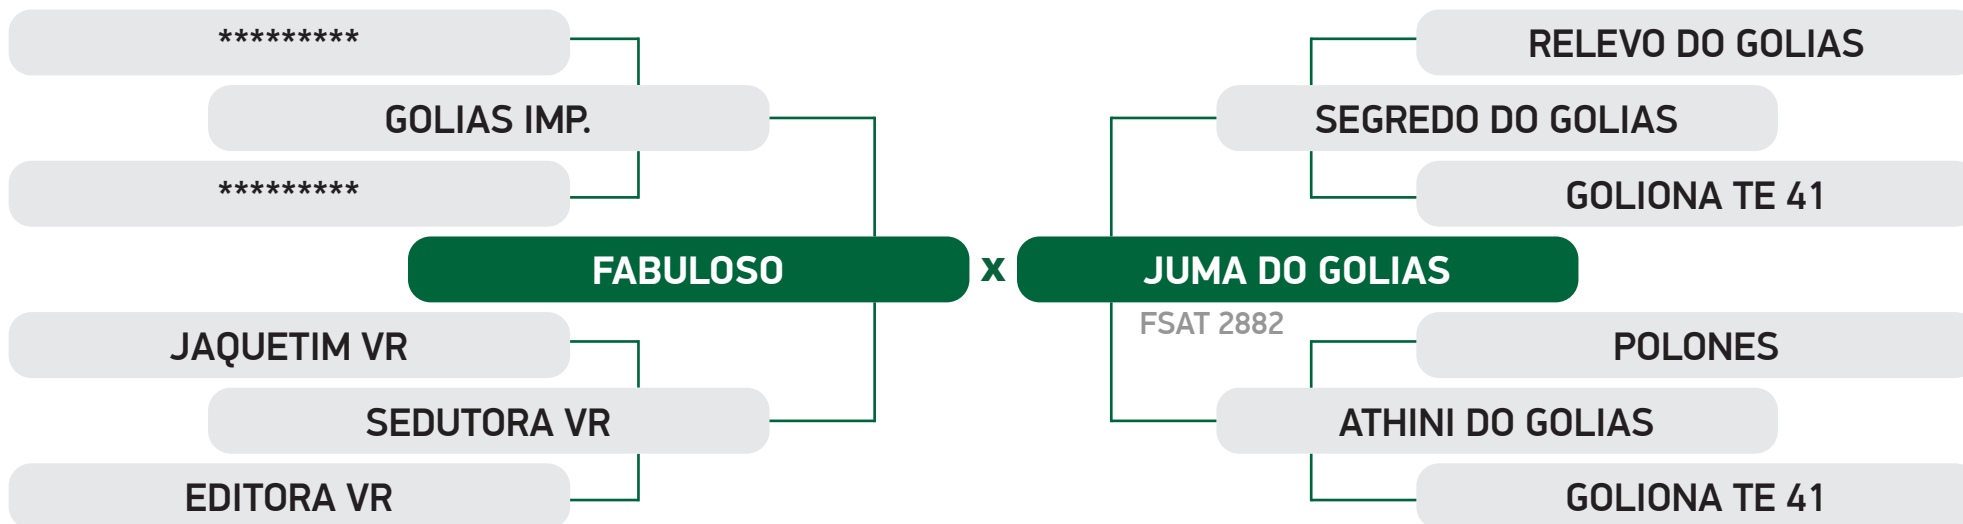 *********
GOLIAS IMP.
*********
FABULOSO
JAQUETIM VR
SEDUTORA VR
EDITORA VR
x
RELEVO DO GOLIAS
SEGREDO DO GOLIAS
GOLIONA TE 41
JUMA DO GOLIAS
FSAT 2882
POLONES
ATHINI DO GOLIAS
GOLIONA TE 41